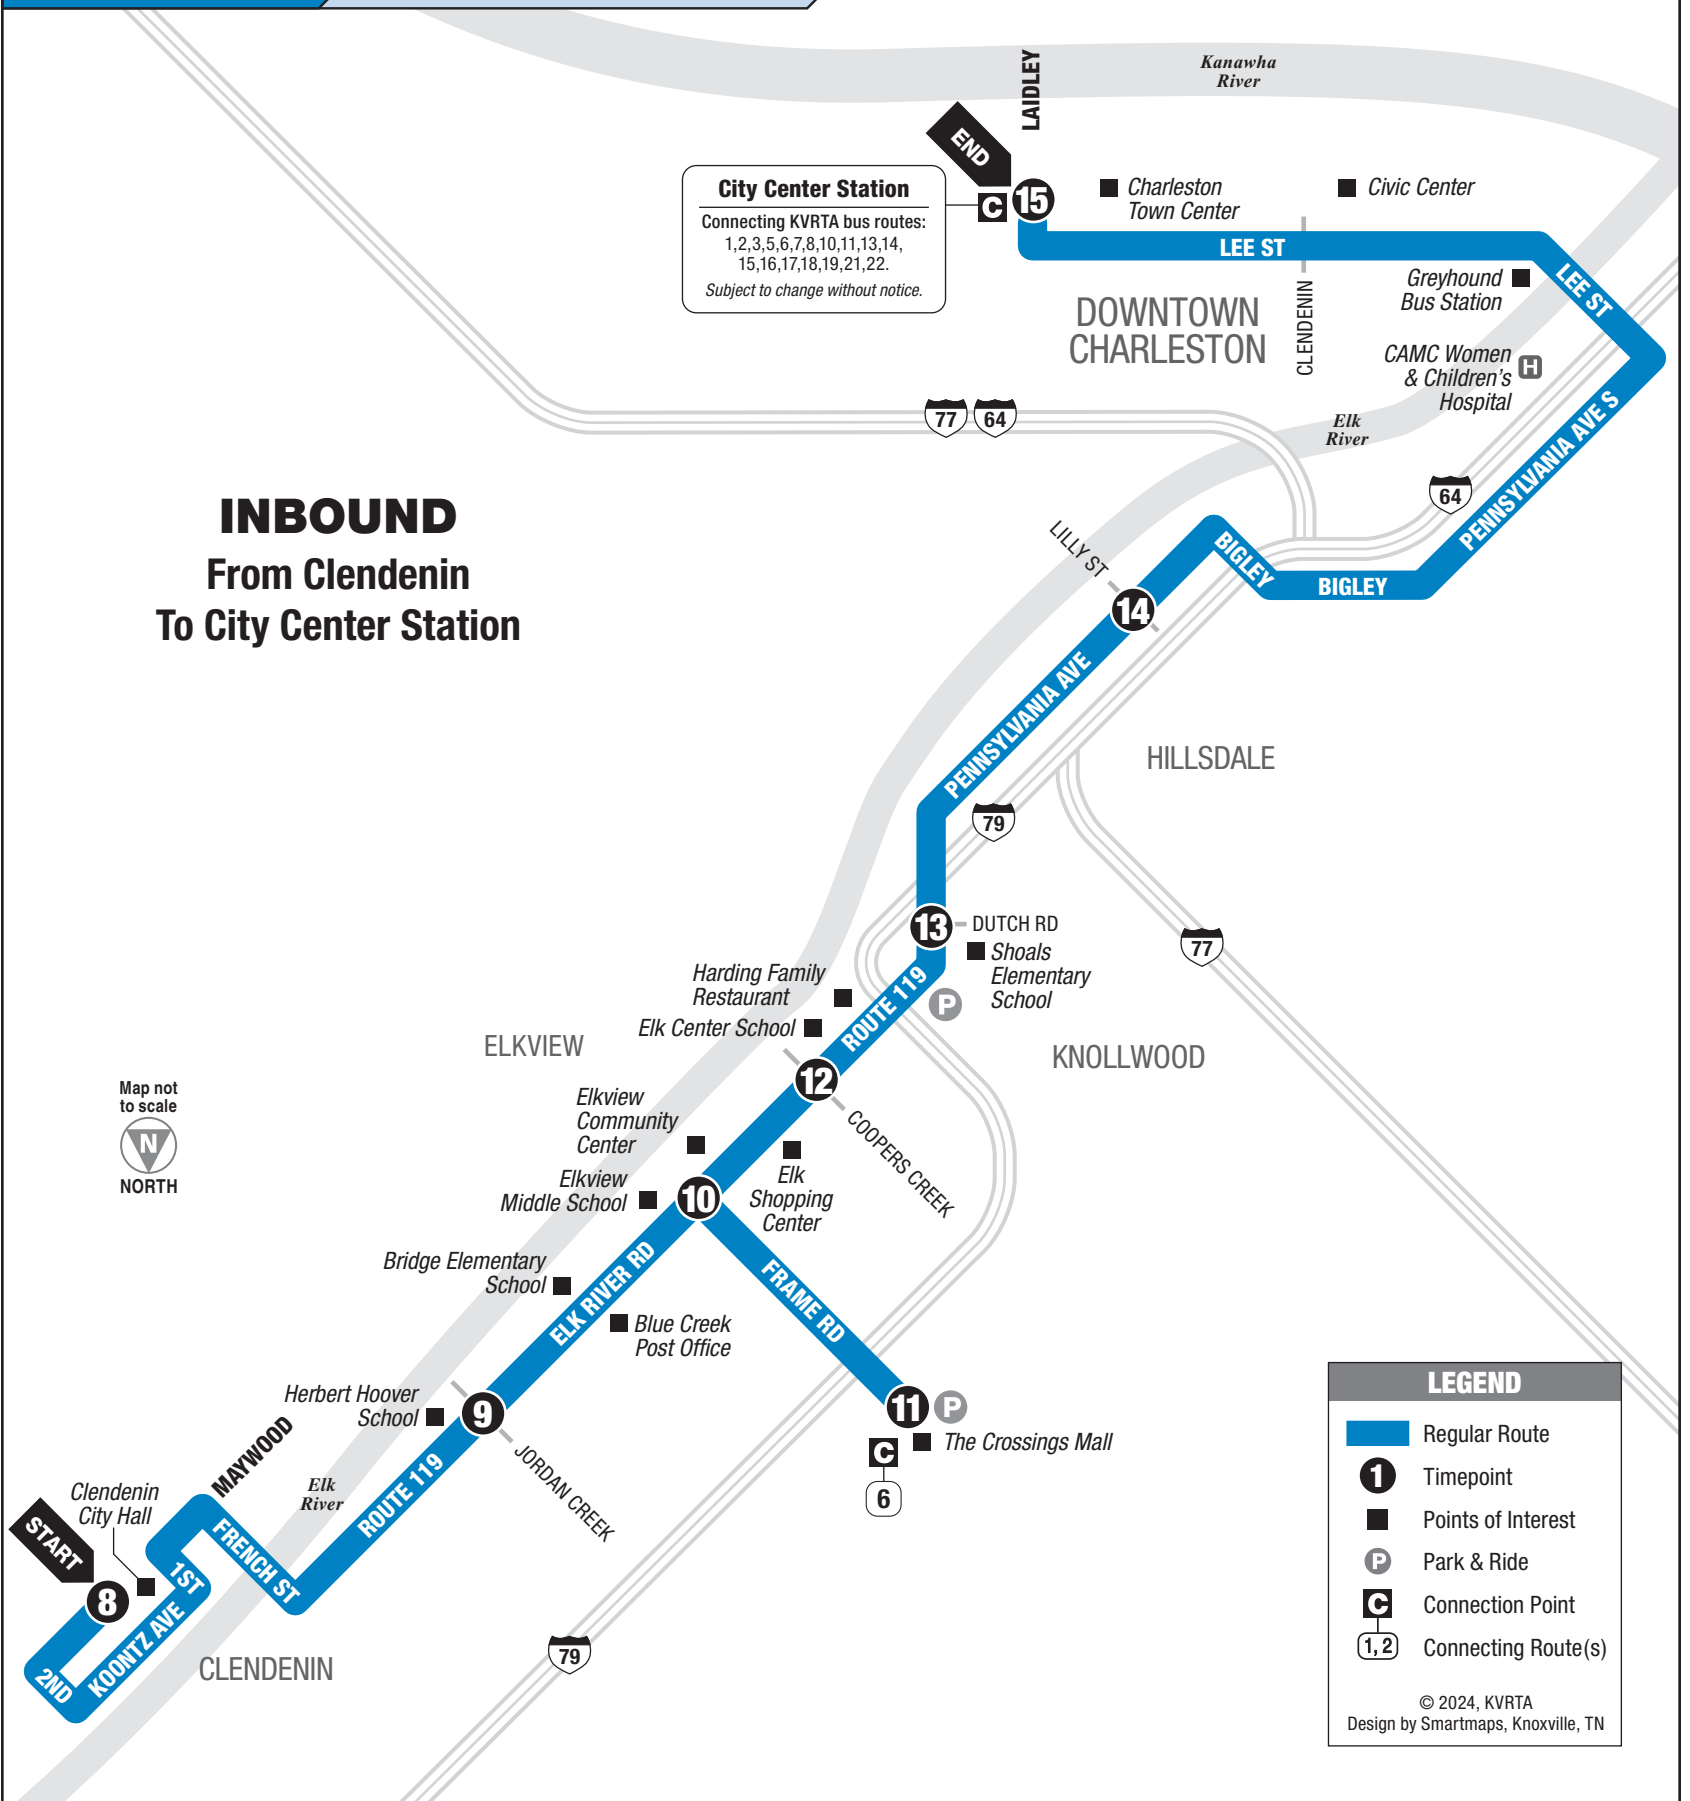 Kanawha
River
LAIDLEY
END
City Center Station
Connecting KVRTA bus routes:
1,2,3,5,6,7,8,10,11,13,14,
15,16,17,18,19,21,22.
Subject to change without notice.
C
15
Charleston
Town Center
Civic Center
LEE ST
LEE ST
Greyhound
Bus Station
DOWNTOWN
CHARLESTON
CLENDENIN
CAMC Women
& Children's
Hospital
H
77
64
Elk
River
PENNSYLVANIA AVE S
64
INBOUND
From Clendenin
To City Center Station
LILLY ST
BIGLEY
BIGLEY
14
PENNSYLVANIA AVE
HILLSDALE
79
13
DUTCH RD
77
Shoals
Elementary
School
P
Harding Family
Restaurant
ROUTE 119
Elk Center School
ELKVIEW
KNOLLWOOD
12
COOPERS CREEK
Map not
to scale
N
NORTH
Elkview
Community
Center
Elkview
Middle School
10
Elk
Shopping
Center
Bridge Elementary
School
ELK RIVER RD
FRAME RD
Blue Creek
Post Office
Herbert Hoover
School
9
11
P
The Crossings Mall
C
6
JORDAN CREEK
MAYWOOD
ROUTE 119
Elk
River
Clendenin
City Hall
START
8
1ST
FRENCH ST
KOONTZ AVE
2ND
CLENDENIN
79
LEGEND
Regular Route
1
Timepoint
Points of Interest
P
Park & Ride
C
Connection Point
1, 2
Connecting Route(s)
© 2024, KVRTA
Design by Smartmaps, Knoxville, TN